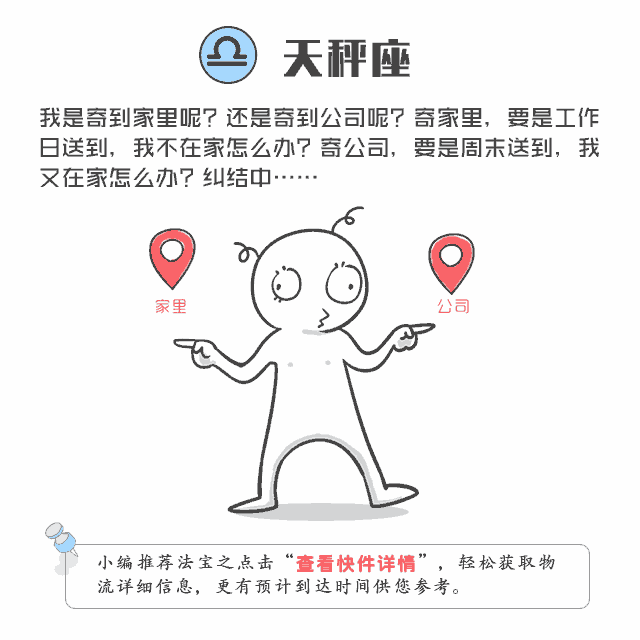 天秤座
我是寄到家里呢？还是寄到公司呢？寄家里，要是工作
日送到，我不在家怎么办？寄公司，要是周末送到，我
又在家怎么办？纠结中……
家里
公司
小编推荐法宝之点击“查看快件详情”，轻松获取物
流详细信息，更有预计到达时间供您参考。